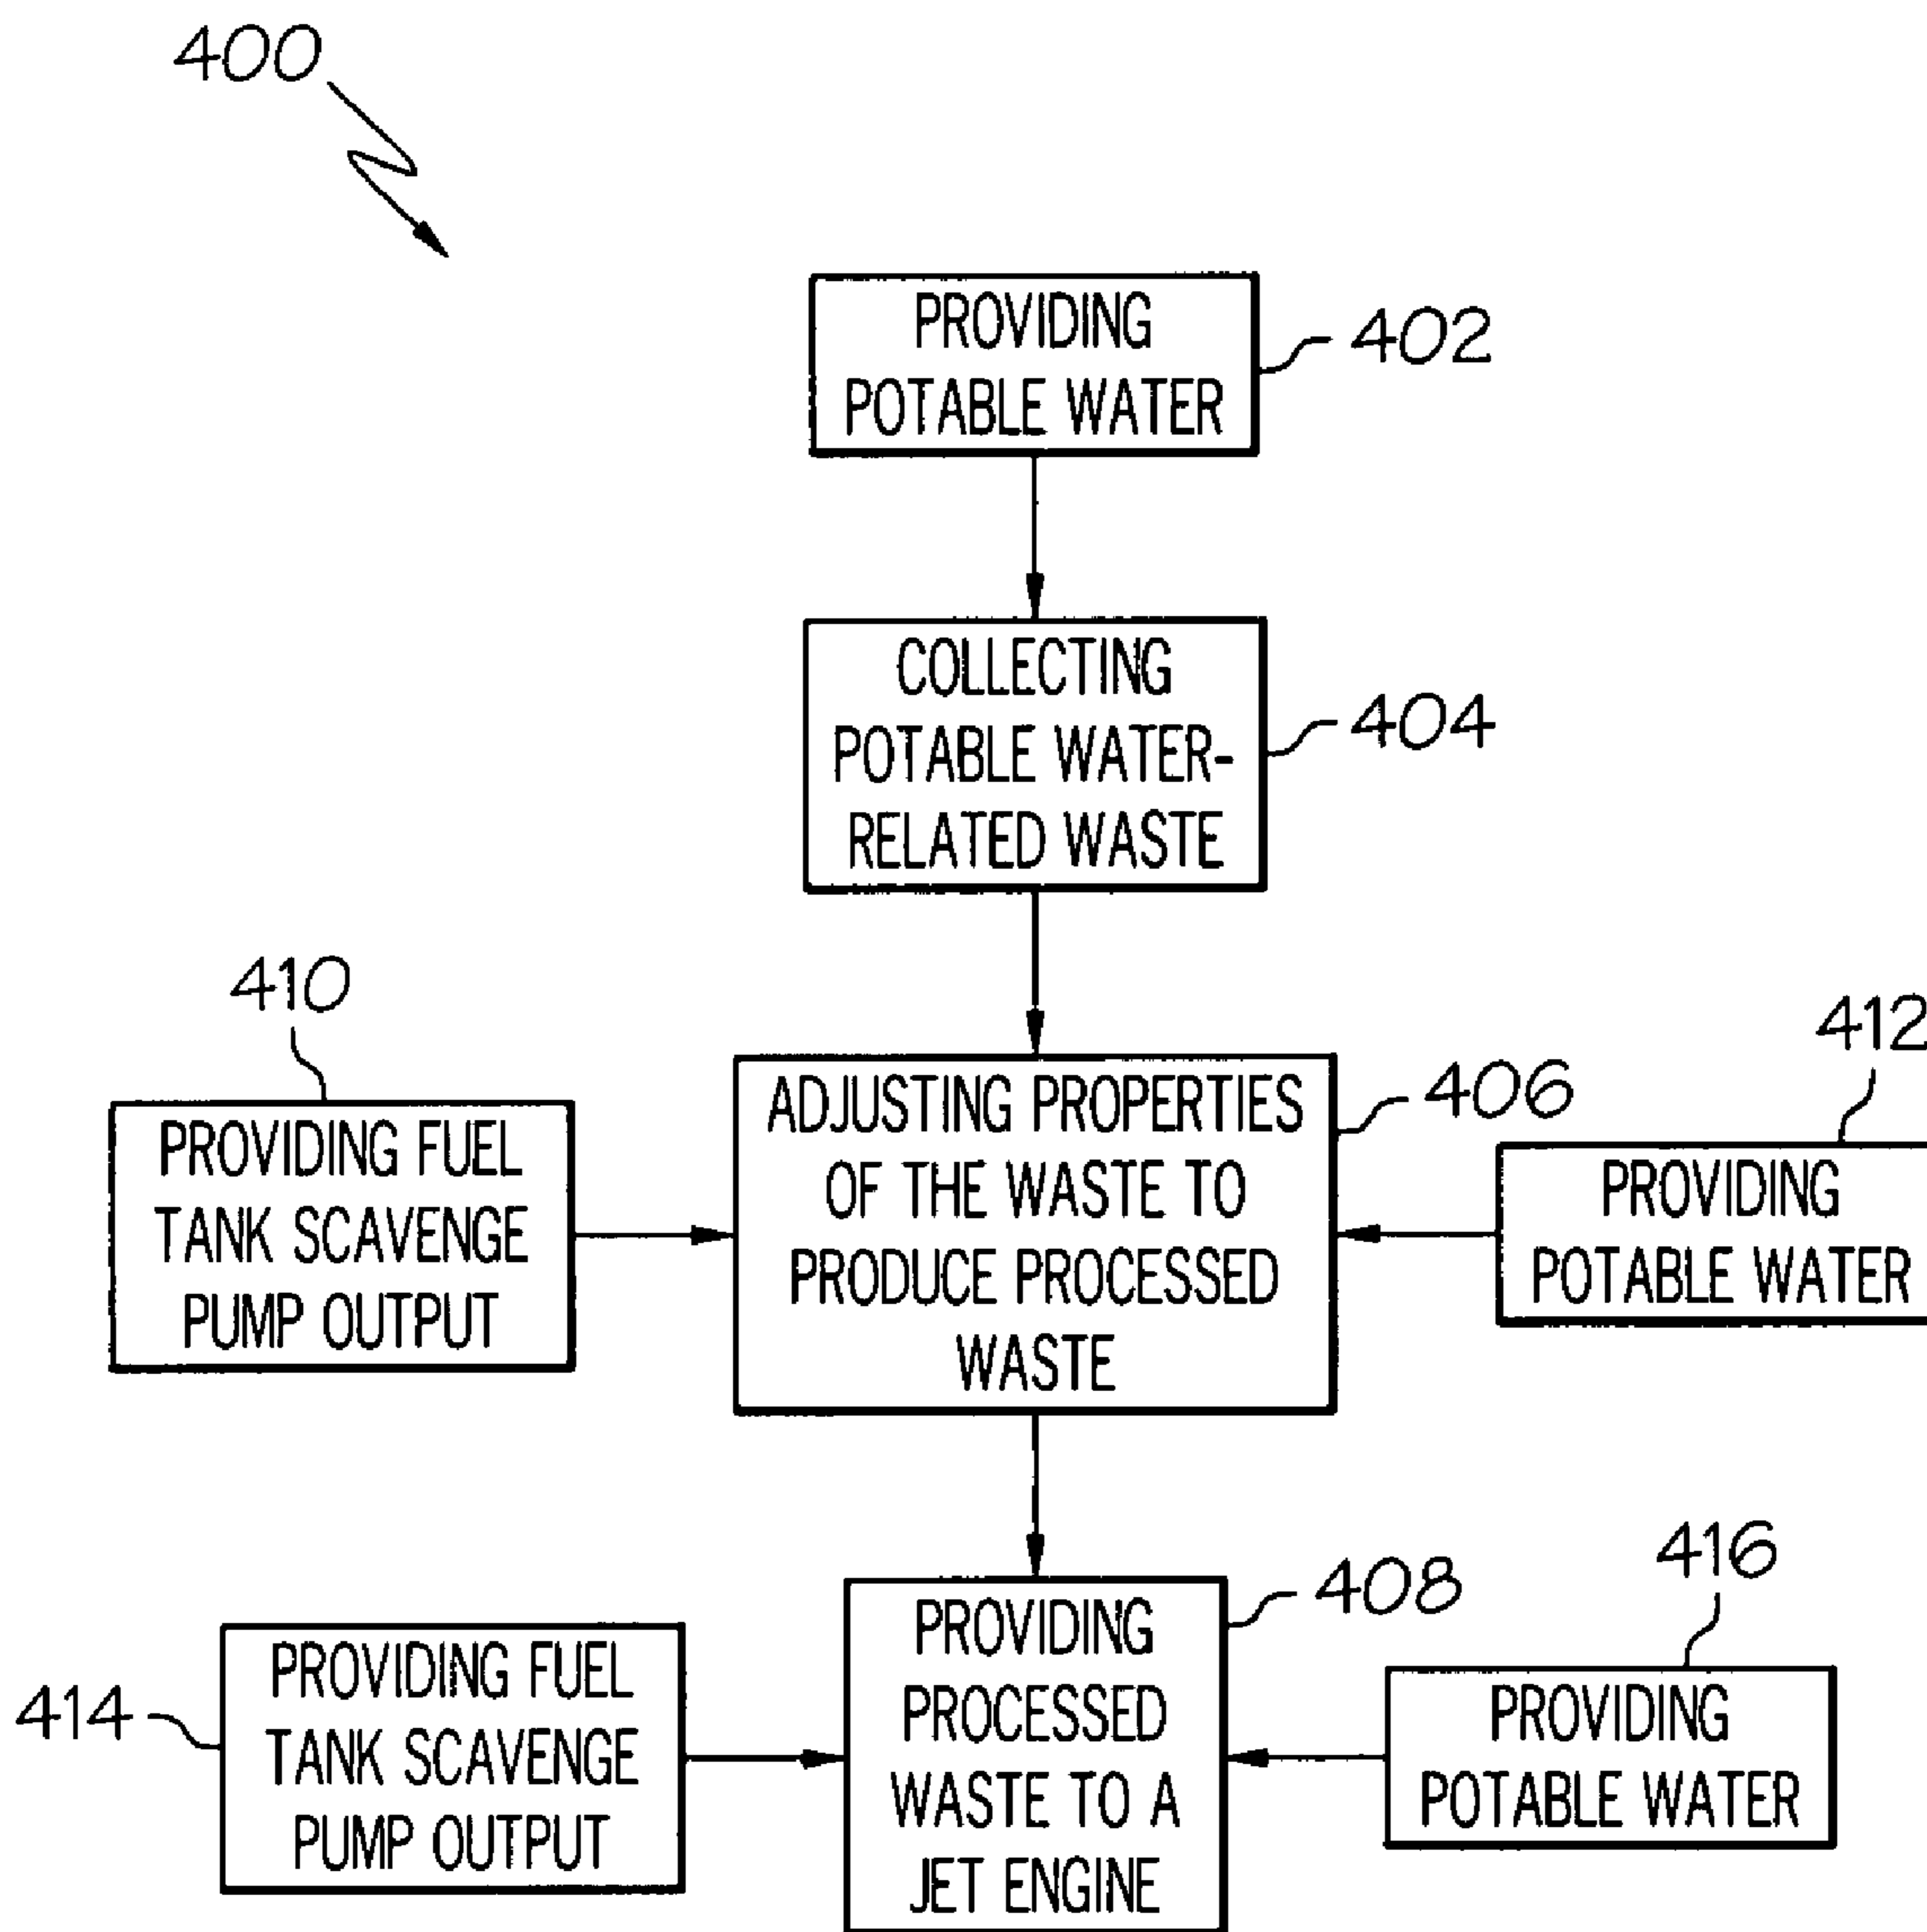 400
PROVIDING
POTABLE WATER
402
COLLECTING
POTABLE WATER-
RELATED WASTE
404
410
PROVIDING FUEL
TANK SCAVENGE
PUMP OUTPUT
ADJUSTING PROPERTIES
OF THE WASTE TO
PRODUCE PROCESSED
WASTE
406
412
PROVIDING
POTABLE WATER
414
PROVIDING FUEL
TANK SCAVENGE
PUMP OUTPUT
PROVIDING
PROCESSED
WASTE TO A
JET ENGINE
408
416
PROVIDING
POTABLE WATER